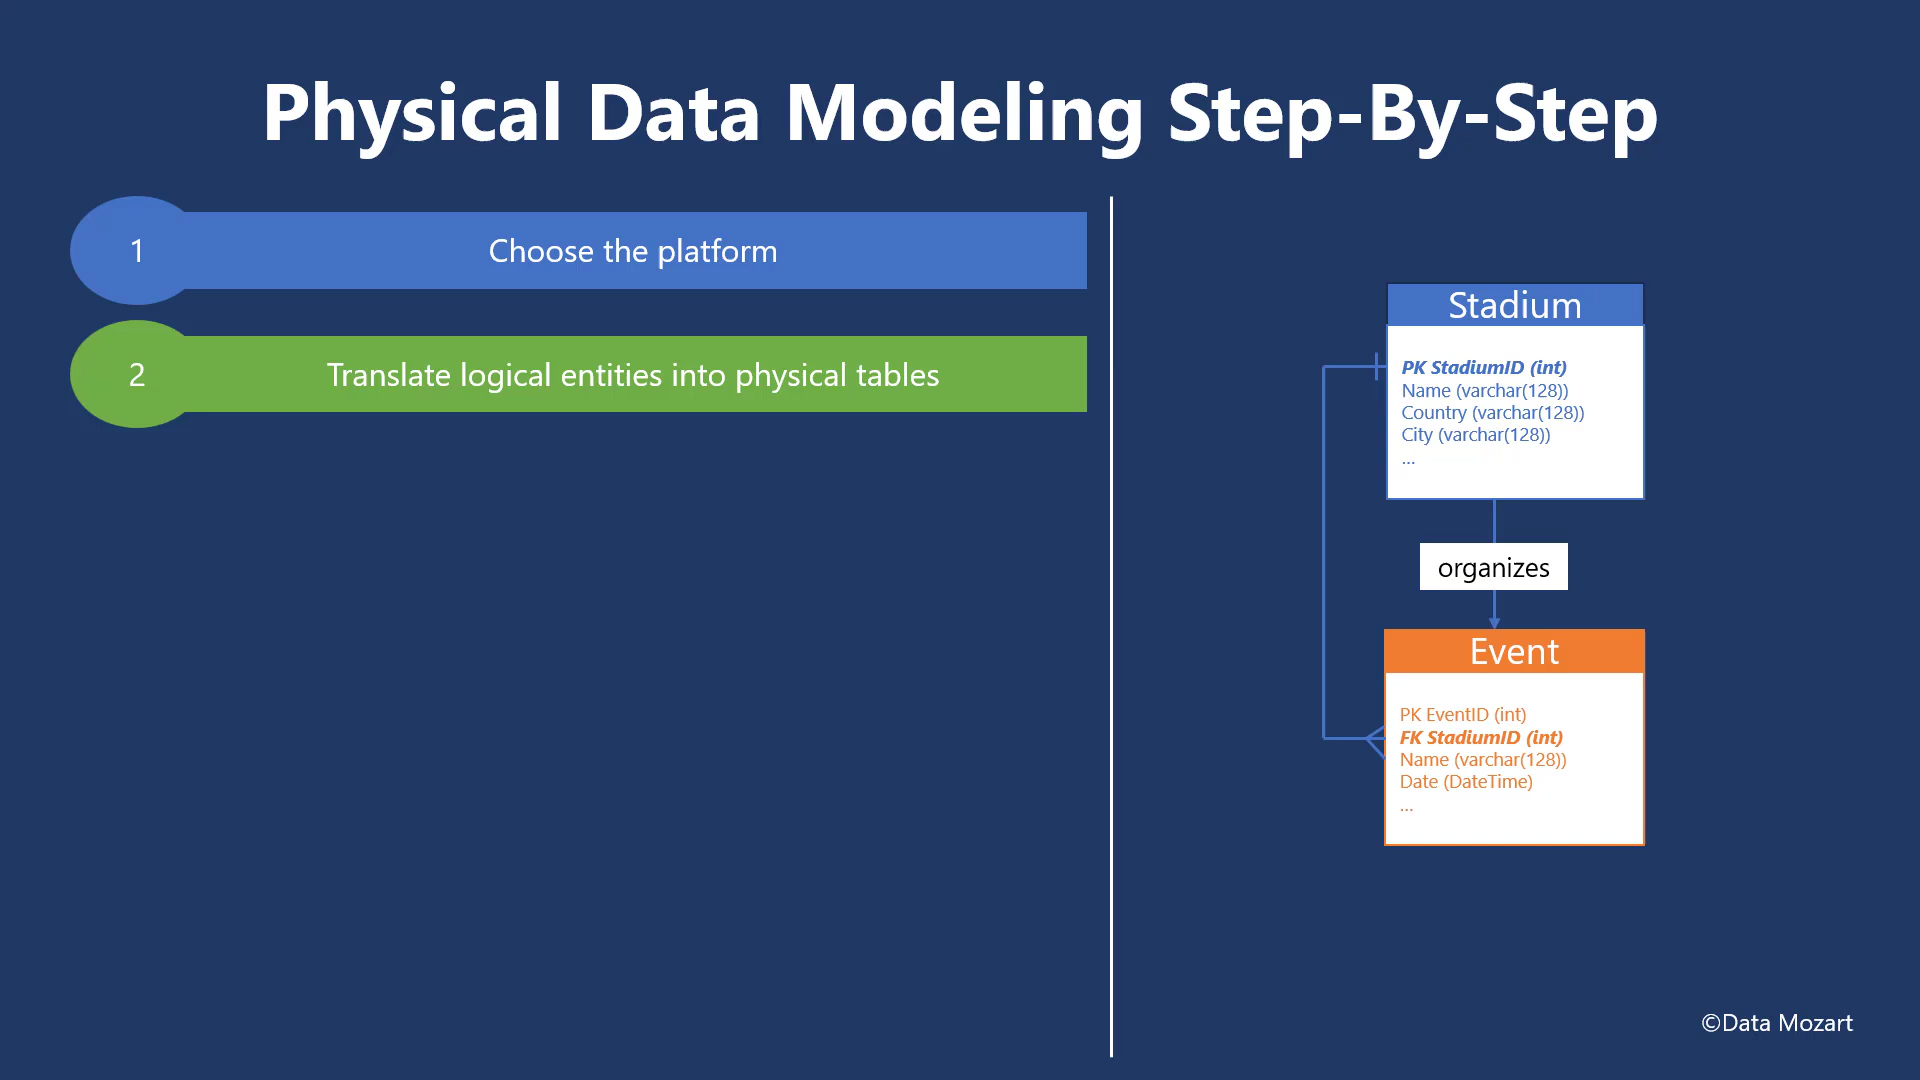 Physical Data Modeling Step-By-Step
1
Choose the platform
2
Translate logical entities into physical tables
Stadium
PK StadiumID (int)
Name (varchar(128))
Country (varchar(128))
City (varchar(128))
...
organizes
Event
PK EventID (int)
FK StadiumID (int)
Name (varchar(128))
Date (DateTime)
...
©Data Mozart